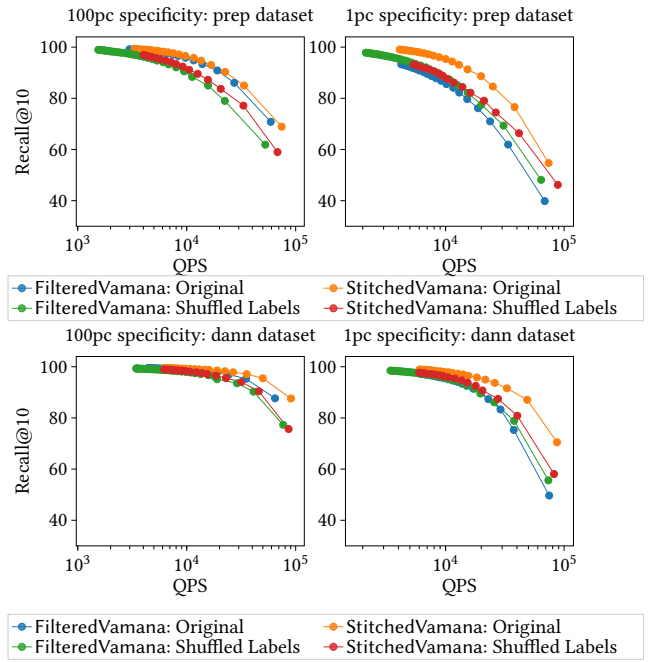 100pc specificity: prep dataset 1pc specificity: prep dataset
100
80
60
40
Recall@10
10³ 10⁴ 10⁵ 10⁴ 10⁵
QPS QPS
FilteredVamana: Original StitchedVamana: Original
FilteredVamana: Shuffled Labels StitchedVamana: Shuffled Labels
100pc specificity: dann dataset 1pc specificity: dann dataset
100
80
60
40
Recall@10
10³ 10⁴ 10⁵ 10⁴ 10⁵
QPS QPS
FilteredVamana: Original StitchedVamana: Original
FilteredVamana: Shuffled Labels StitchedVamana: Shuffled Labels